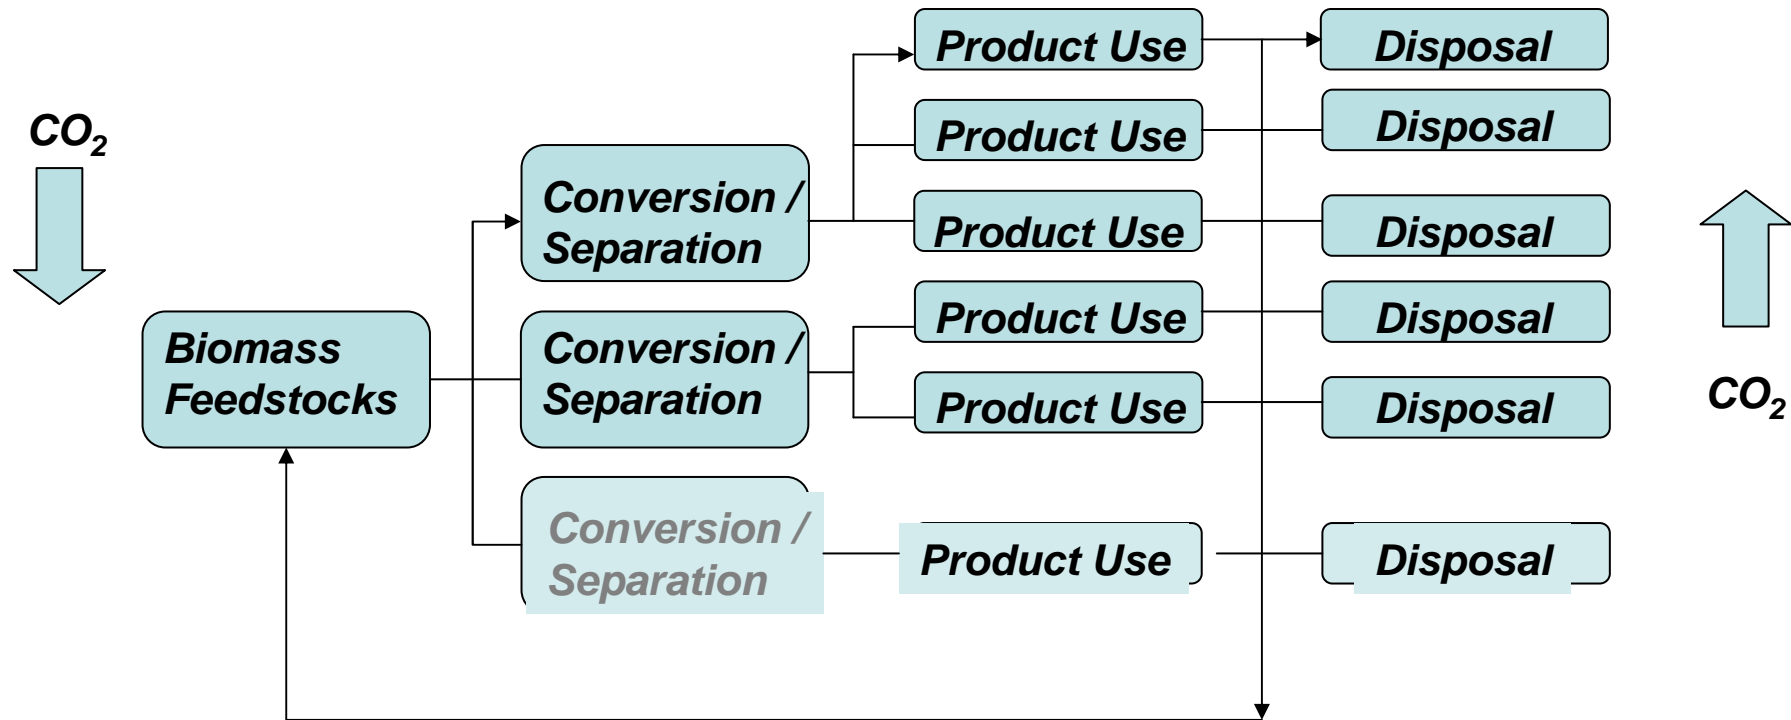 CO₂
Biomass
Feedstocks
Conversion /
Separation
Conversion /
Separation
Conversion /
Separation
Product Use
Product Use
Product Use
Product Use
Product Use
Product Use
Disposal
Disposal
Disposal
Disposal
Disposal
Disposal
CO₂